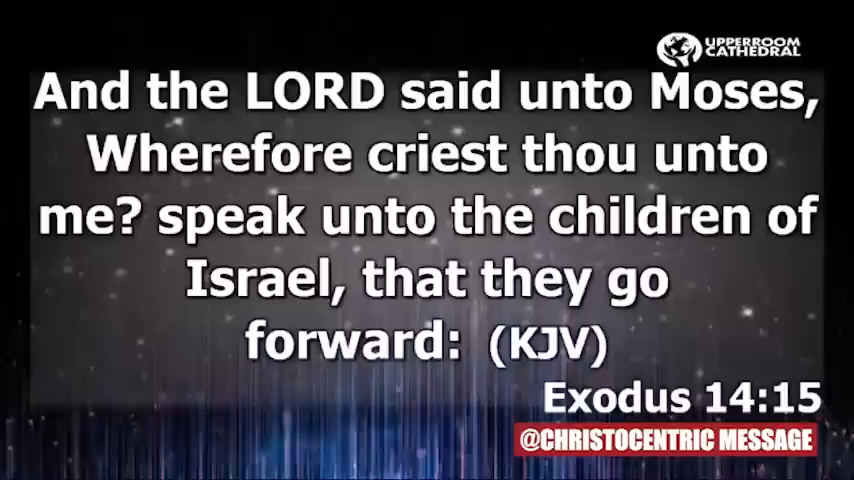 UPPERROOM
CATHEDRAL
And the LORD said unto Moses,
Wherefore criest thou unto
me? speak unto the children of
Israel, that they go
forward: (KJV)
Exodus 14:15
@CHRISTOCENTRIC MESSAGE